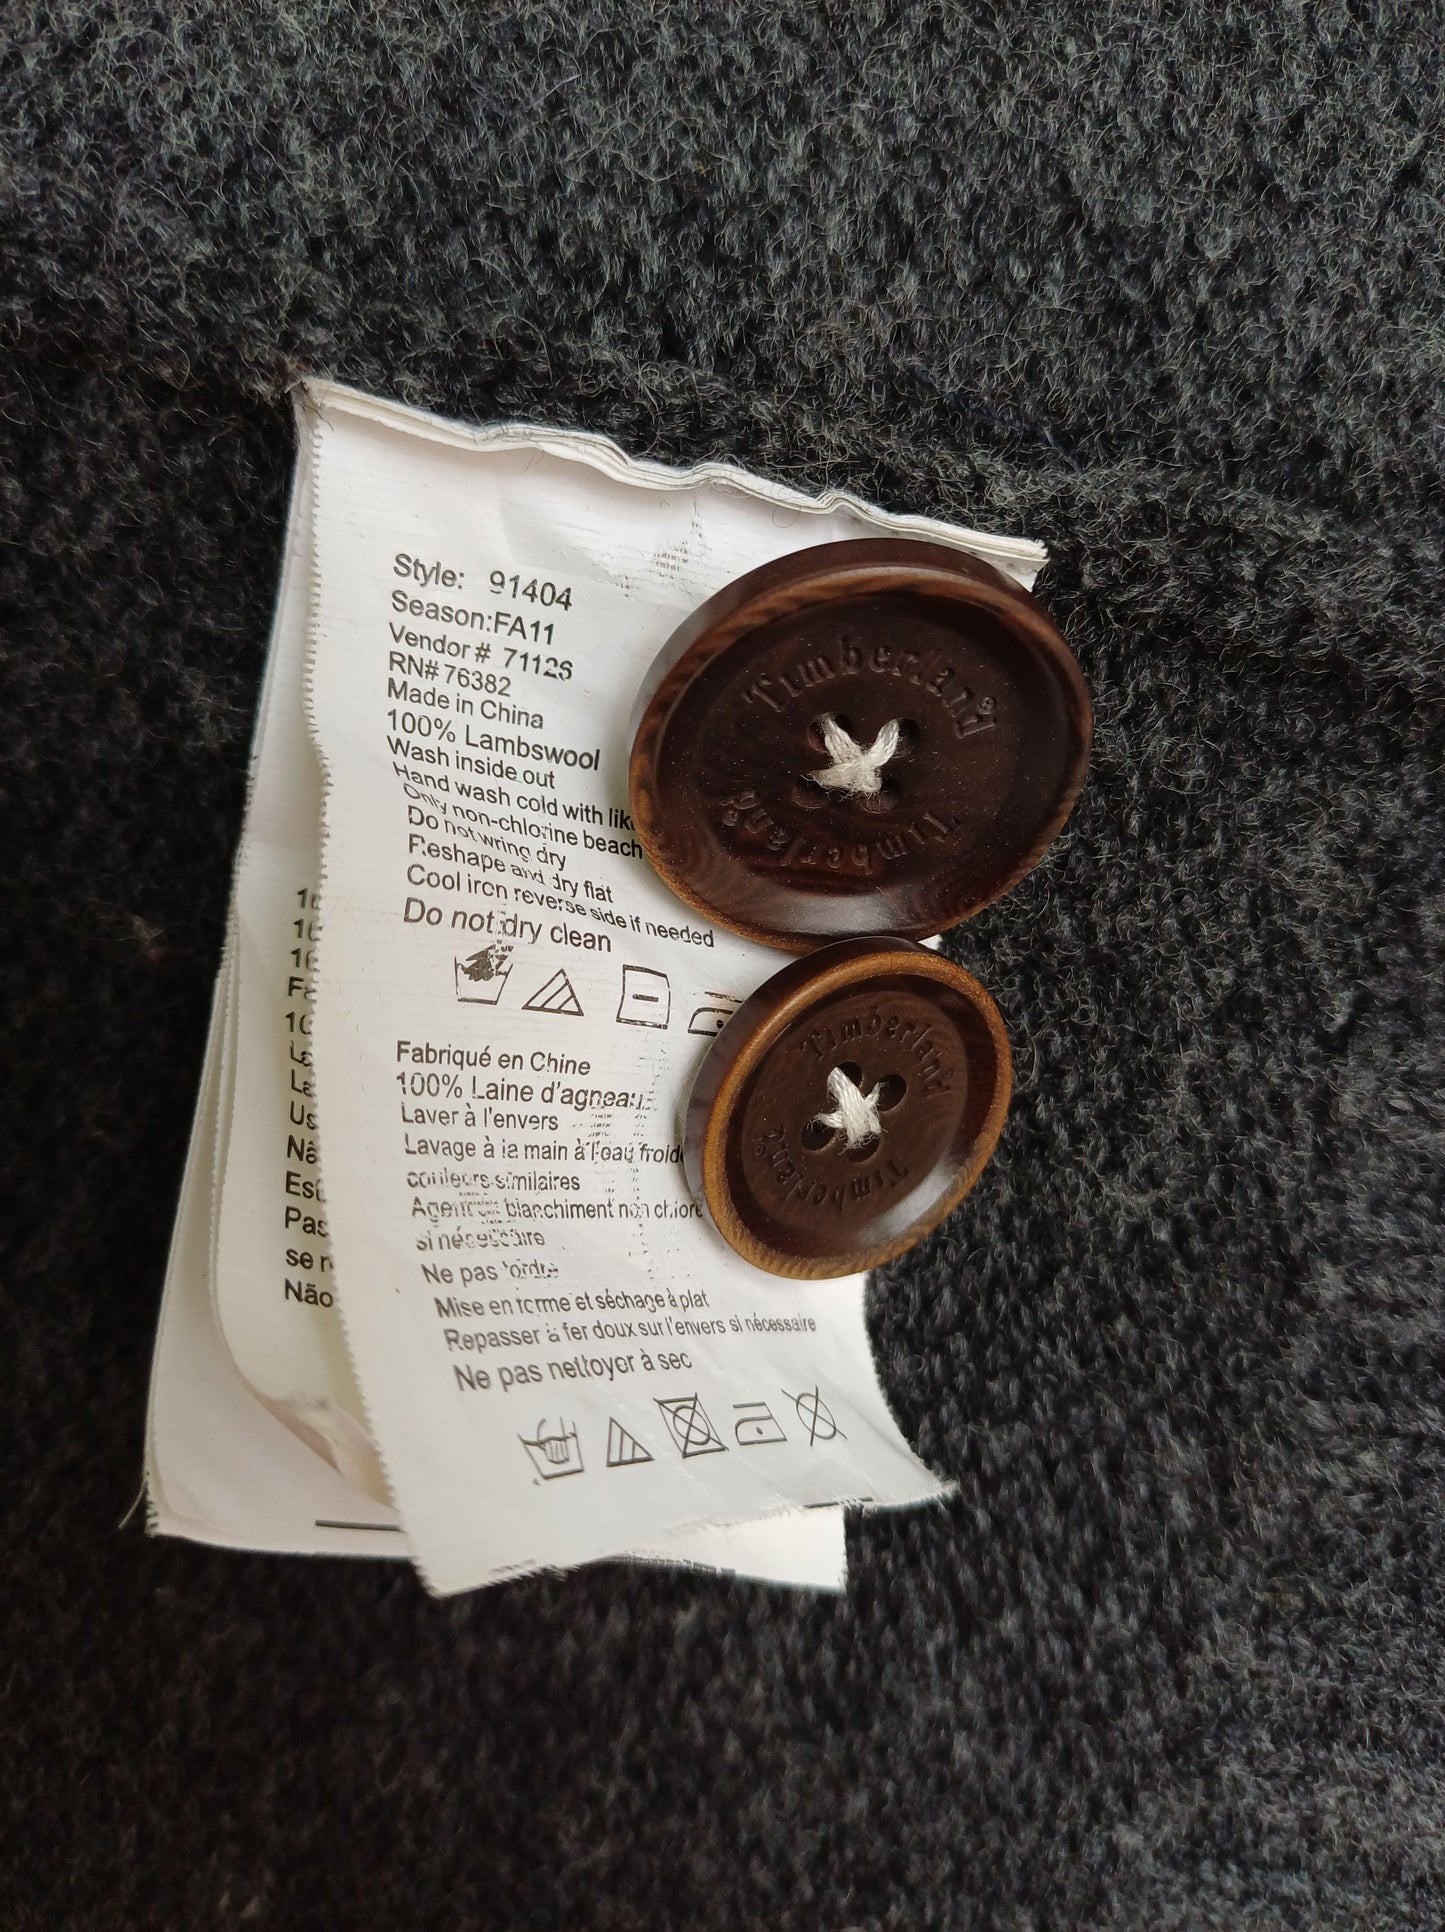 Style: 91404
Season:FA11
Vendor # 71126
RN# 76382
Made in China
100% Lambswool
Wash inside out
Hand wash cold with
Only non-chlorine beach
Do not wring dry
Reshape and dry flat
Cool iron reverse side if needed
Do not dry clean
Fabriqué en Chine
100% Laine d'agneau
Laver à l'envers
Lavage à la main à l'eau froide
couleurs similaires
blanchiment non chlore
si nécessaire
Ne pas
Mise en forme et séchage à plat
Repasser à fer doux sur l'envers si nécessaire
Ne pas nettoyer à sec
Timberland
Timberland
Timberland
Timberland
Us
Pas
Não